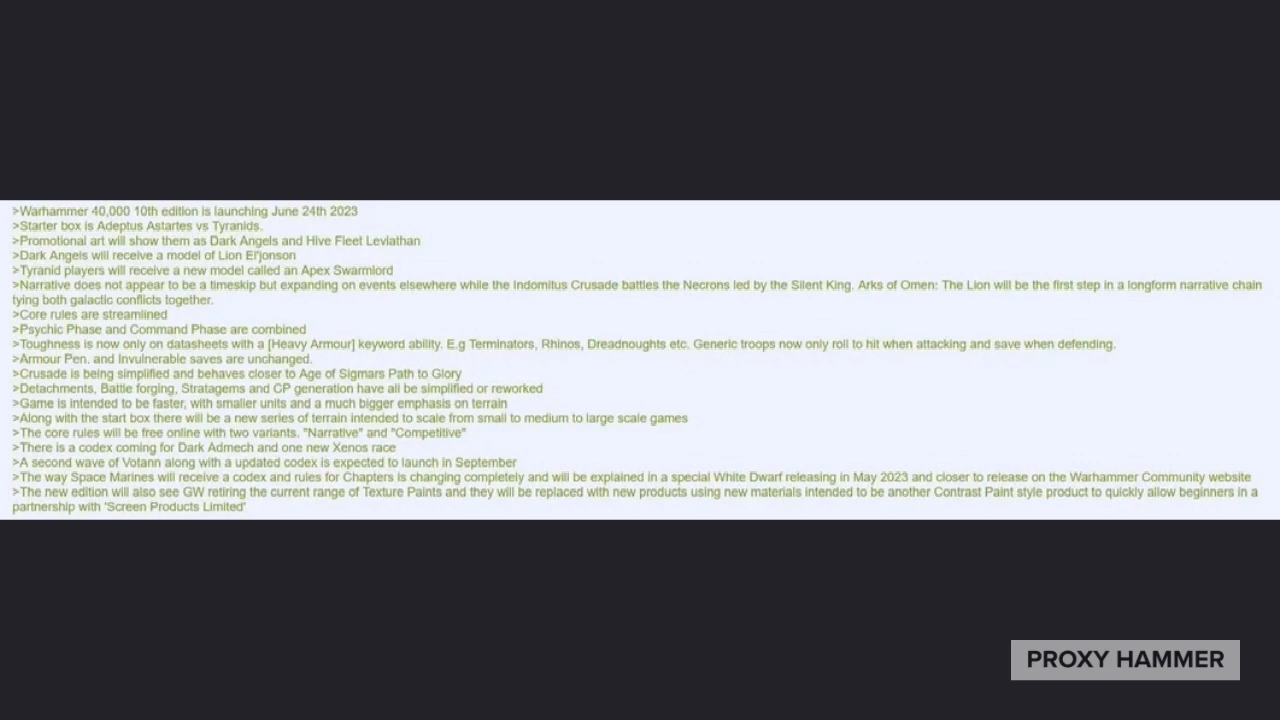 >Warhammer 40,000 10th edition is launching June 24th 2023
>Starter box is Adeptus Astartes vs Tyranids.
>Promotional art will show them as Dark Angels and Hive Fleet Leviathan
>Dark Angels will receive a model of Lion El'jonson
>Tyranid players will receive a new model called an Apex Swarmlord
>Narrative does not appear to be a timeskip but expanding on events elsewhere while the Indomitus Crusade battles the Necrons led by the Silent King. Arks of Omen: The Lion will be the first step in a longform narrative chain
tying both galactic conflicts together.
>Core rules are streamlined
>Psychic Phase and Command Phase are combined
>Toughness is now only on datasheets with a [Heavy Armour] keyword ability. E.g Terminators, Rhinos, Dreadnoughts etc. Generic troops now only roll to hit when attacking and save when defending.
>Armour Pen. and Invulnerable saves are unchanged.
>Crusade is being simplified and behaves closer to Age of Sigmars Path to Glory
>Detachments, Battle forging, Stratagems and CP generation have all be simplified or reworked
>Game is intended to be faster, with smaller units and a much bigger emphasis on terrain
>Along with the start box there will be a new series of terrain intended to scale from small to medium to large scale games
>The core rules will be free online with two variants. "Narrative" and "Competitive"
>There is a codex coming for Dark Admech and one new Xenos race
>A second wave of Votann along with a updated codex is expected to launch in September
>The way Space Marines will receive a codex and rules for Chapters is changing completely and will be explained in a special White Dwarf releasing in May 2023 and closer to release on the Warhammer Community website
>The new edition will also see GW retiring the current range of Texture Paints and they will be replaced with new products using new materials intended to be another Contrast Paint style product to quickly allow beginners in a
partnership with 'Screen Products Limited'
PROXY HAMMER